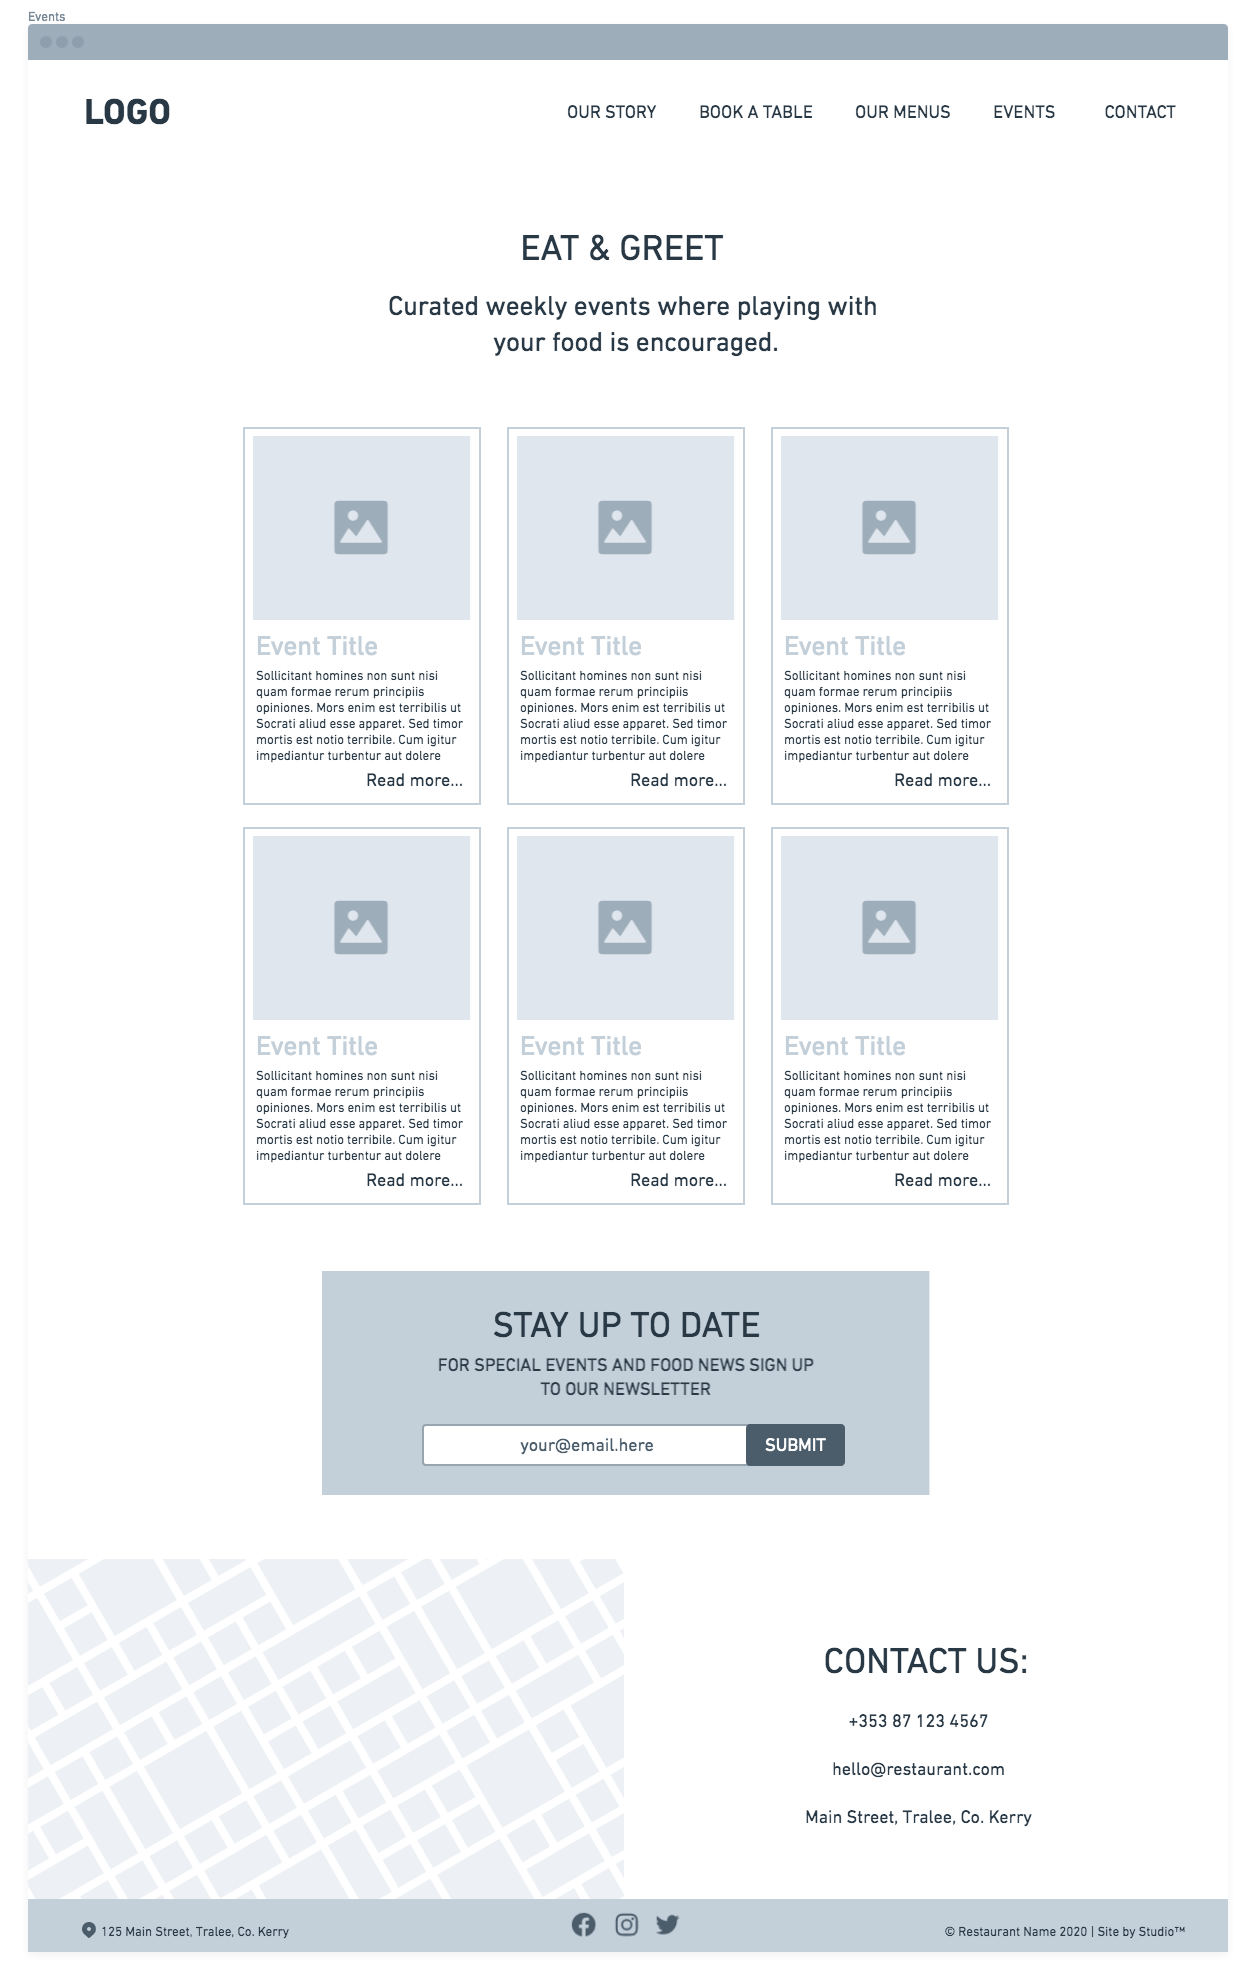 Events
LOGO
OUR STORY BOOK A TABLE OUR MENUS EVENTS CONTACT
EAT & GREET
Curated weekly events where playing with
your food is encouraged.
Event Title
Sollicitant homines non sunt nisi
quam formae rerum principiis
opiniones. Mors enim est terribilis ut
Socrati aliud esse apparet. Sed timor
mortis est notio terribile. Cum igitur
impediantur turbentur aut dolere
Read more...
Event Title
Sollicitant homines non sunt nisi
quam formae rerum principiis
opiniones. Mors enim est terribilis ut
Socrati aliud esse apparet. Sed timor
mortis est notio terribile. Cum igitur
impediantur turbentur aut dolere
Read more...
Event Title
Sollicitant homines non sunt nisi
quam formae rerum principiis
opiniones. Mors enim est terribilis ut
Socrati aliud esse apparet. Sed timor
mortis est notio terribile. Cum igitur
impediantur turbentur aut dolere
Read more...
Event Title
Sollicitant homines non sunt nisi
quam formae rerum principiis
opiniones. Mors enim est terribilis ut
Socrati aliud esse apparet. Sed timor
mortis est notio terribile. Cum igitur
impediantur turbentur aut dolere
Read more...
Event Title
Sollicitant homines non sunt nisi
quam formae rerum principiis
opiniones. Mors enim est terribilis ut
Socrati aliud esse apparet. Sed timor
mortis est notio terribile. Cum igitur
impediantur turbentur aut dolere
Read more...
Event Title
Sollicitant homines non sunt nisi
quam formae rerum principiis
opiniones. Mors enim est terribilis ut
Socrati aliud esse apparet. Sed timor
mortis est notio terribile. Cum igitur
impediantur turbentur aut dolere
Read more...
STAY UP TO DATE
FOR SPECIAL EVENTS AND FOOD NEWS SIGN UP
TO OUR NEWSLETTER
your@email.here SUBMIT
CONTACT US:
+353 87 123 4567
hello@restaurant.com
Main Street, Tralee, Co. Kerry
125 Main Street, Tralee, Co. Kerry
© Restaurant Name 2020 | Site by Studio™